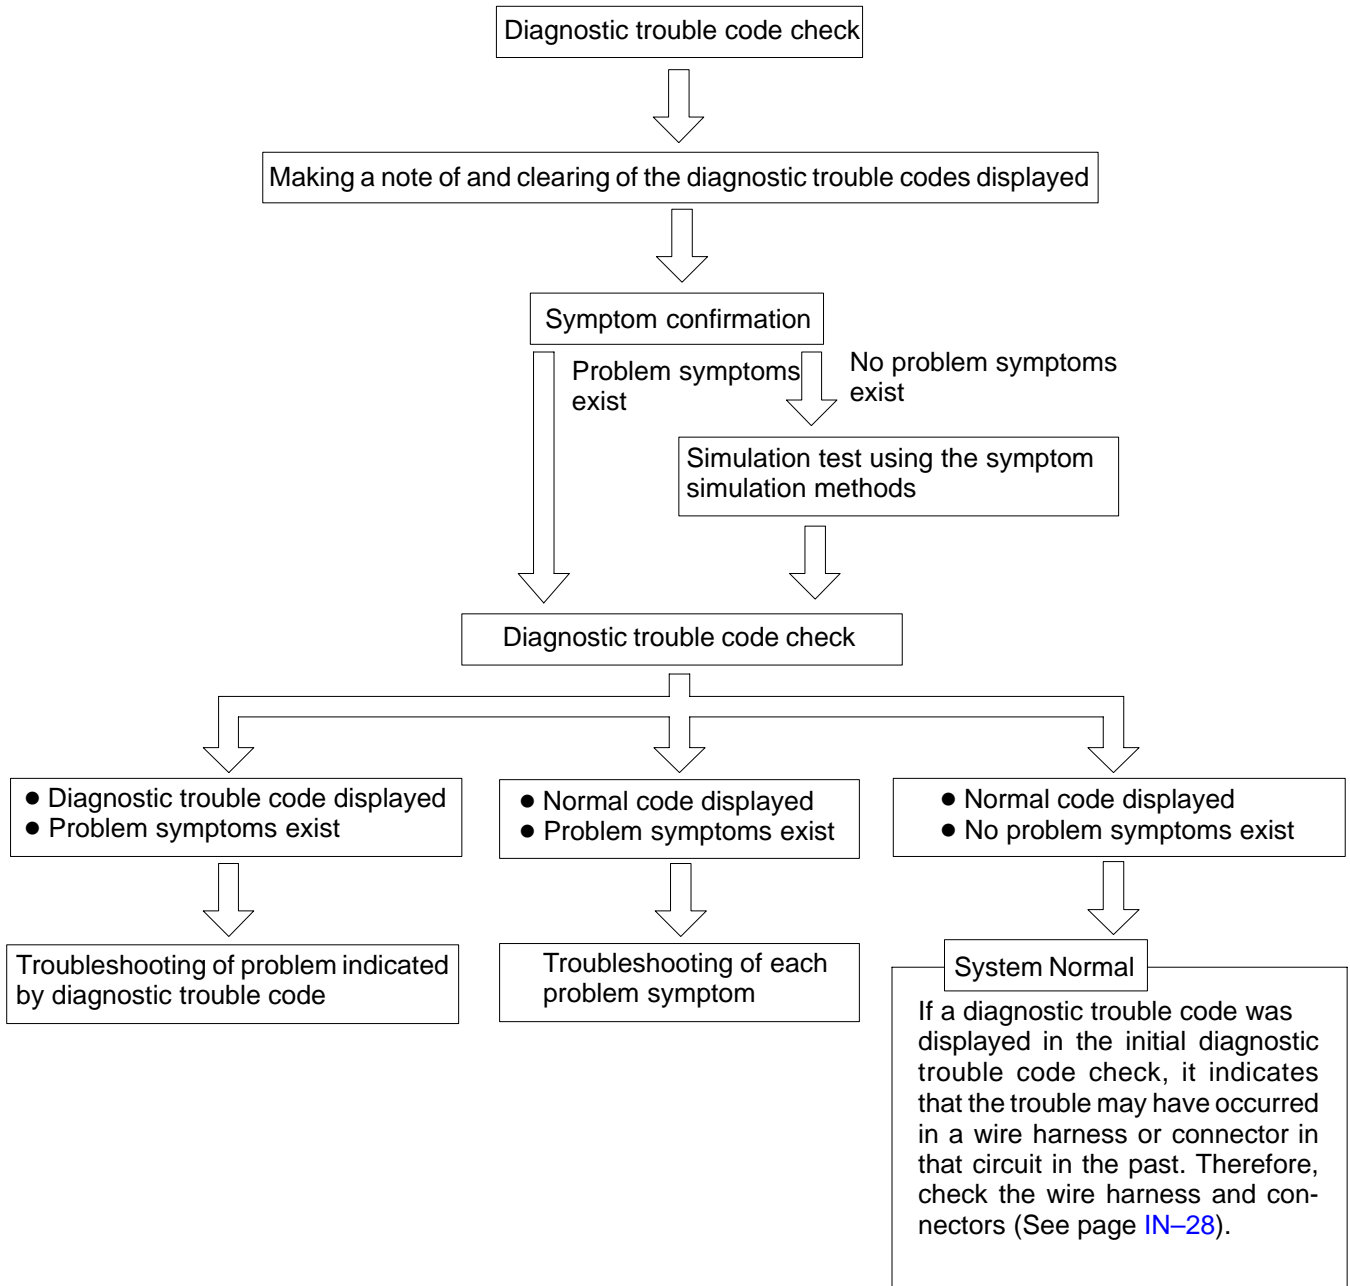 Diagnostic trouble code check
Making a note of and clearing of the diagnostic trouble codes displayed
Symptom confirmation
Problem symptoms
exist
No problem symptoms
exist
Simulation test using the symptom
simulation methods
Diagnostic trouble code check
● Diagnostic trouble code displayed
● Problem symptoms exist
● Normal code displayed
● Problem symptoms exist
● Normal code displayed
● No problem symptoms exist
Troubleshooting of problem indicated
by diagnostic trouble code
Troubleshooting of each
problem symptom
System Normal
If a diagnostic trouble code was
displayed in the initial diagnostic
trouble code check, it indicates
that the trouble may have occurred
in a wire harness or connector in
that circuit in the past. Therefore,
check the wire harness and con-
nectors (See page IN–28).